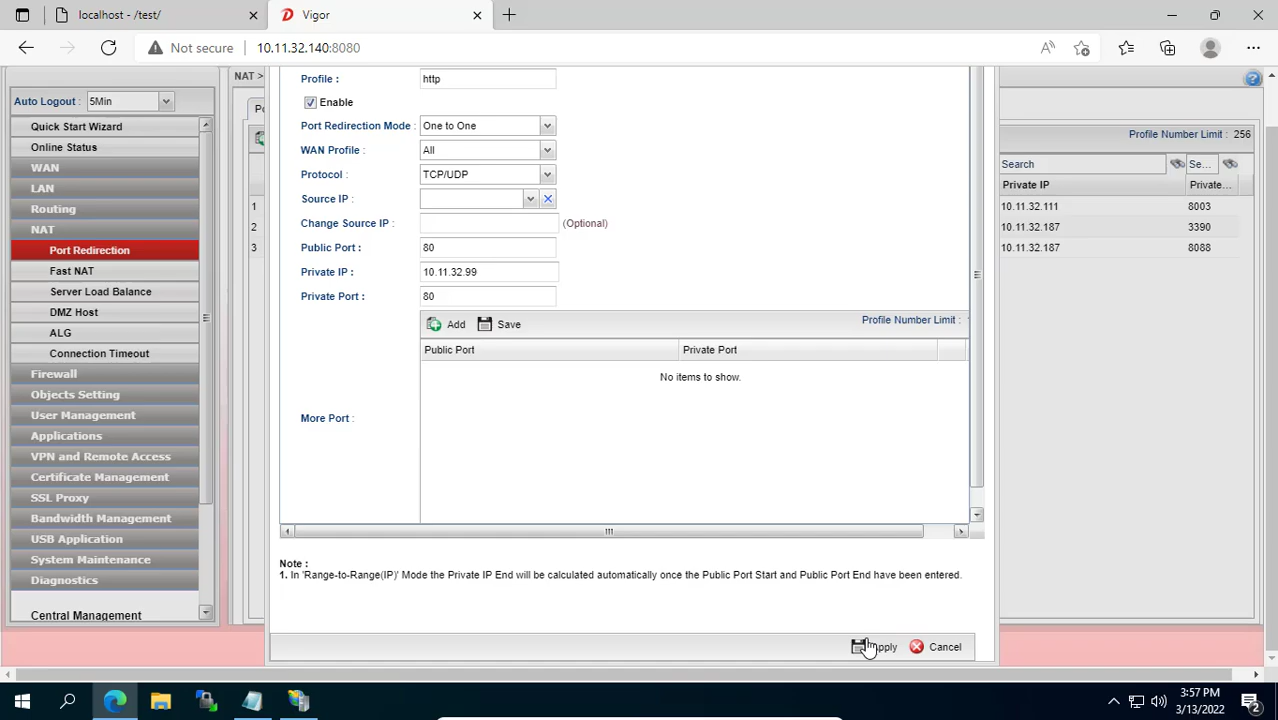 localhost - /test/
Vigor
Not secure
10.11.32.140:8080
Auto Logout :
5Min
Quick Start Wizard
Online Status
WAN
LAN
Routing
NAT
Port Redirection
Fast NAT
Server Load Balance
DMZ Host
ALG
Connection Timeout
Firewall
Objects Setting
User Management
Applications
VPN and Remote Access
Certificate Management
SSL Proxy
Bandwidth Management
USB Application
System Maintenance
Diagnostics
Central Management
NAT >
1
2
3
Profile :
http
Enable
Port Redirection Mode :
One to One
WAN Profile :
All
Protocol :
TCP/UDP
Source IP :
Change Source IP :
(Optional)
Public Port :
80
Private IP :
10.11.32.99
Private Port :
80
Add
Save
Profile Number Limit :
Public Port
Private Port
No items to show.
More Port :
Note :
1. In 'Range-to-Range(IP)' Mode the Private IP End will be calculated automatically once the Public Port Start and Public Port End have been entered.
Cancel
Profile Number Limit : 256
Search
Se...
Private IP
Private...
10.11.32.111
8003
10.11.32.187
3390
10.11.32.187
8088
3:57 PM
3/13/2022
2